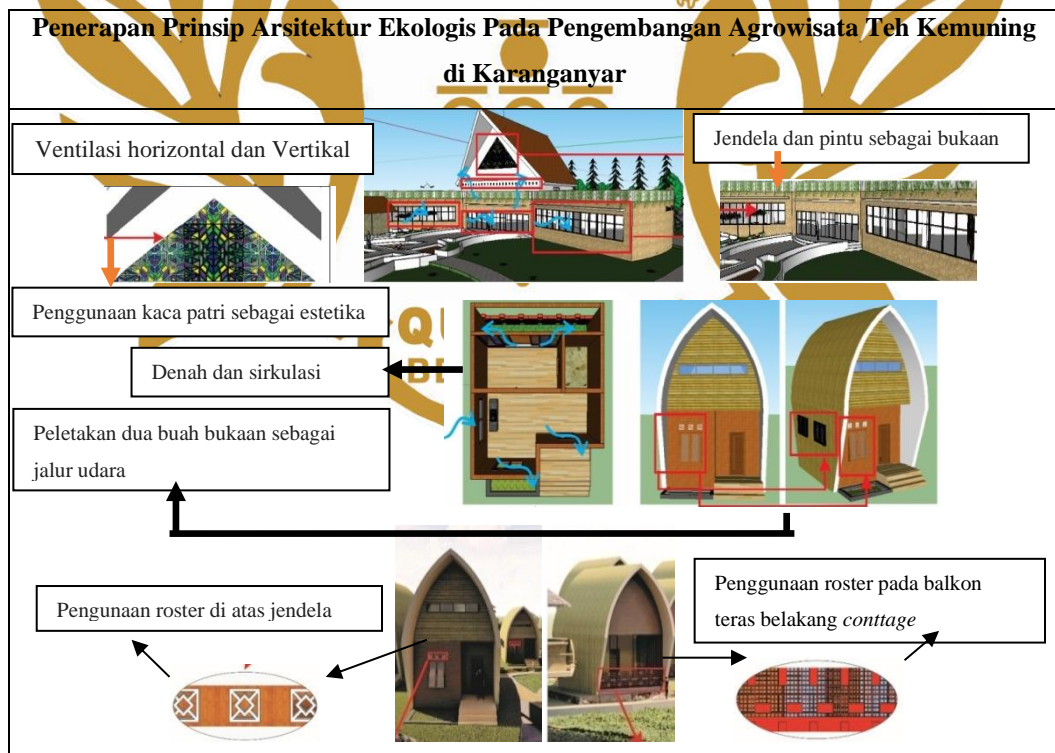 Penerapan Prinsip Arsitektur Ekologis Pada Pengembangan Agrowisata Teh Kemuning
di Karanganyar
Ventilasi horizontal dan Vertikal
Jendela dan pintu sebagai bukaan
Penggunaan kaca patri sebagai estetika
Denah dan sirkulasi
Peletakan dua buah bukaan sebagai
jalur udara
Pengunaan roster di atas jendela
Penggunaan roster pada balkon
teras belakang conttage